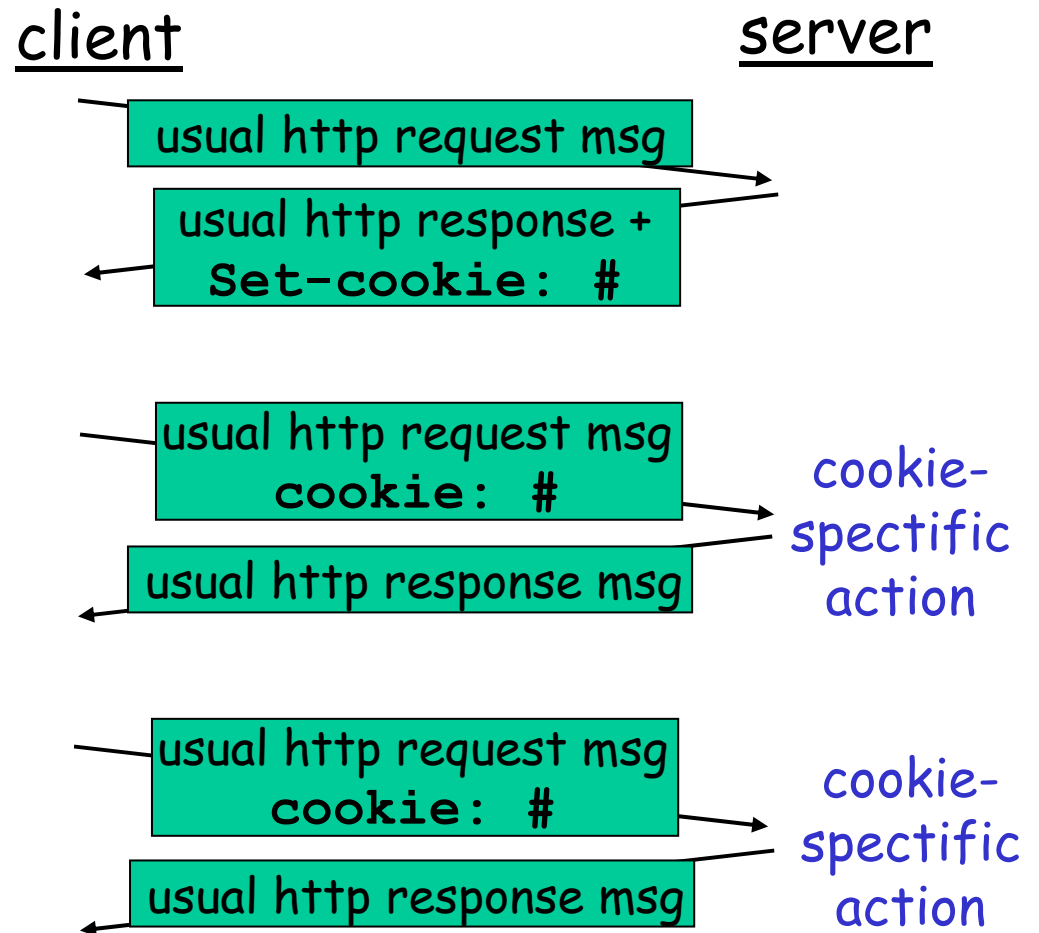 client
server
usual http request msg
usual http response +
Set-cookie: #
usual http request msg
cookie: #
cookie-
spectific
action
usual http response msg
usual http request msg
cookie: #
cookie-
spectific
action
usual http response msg